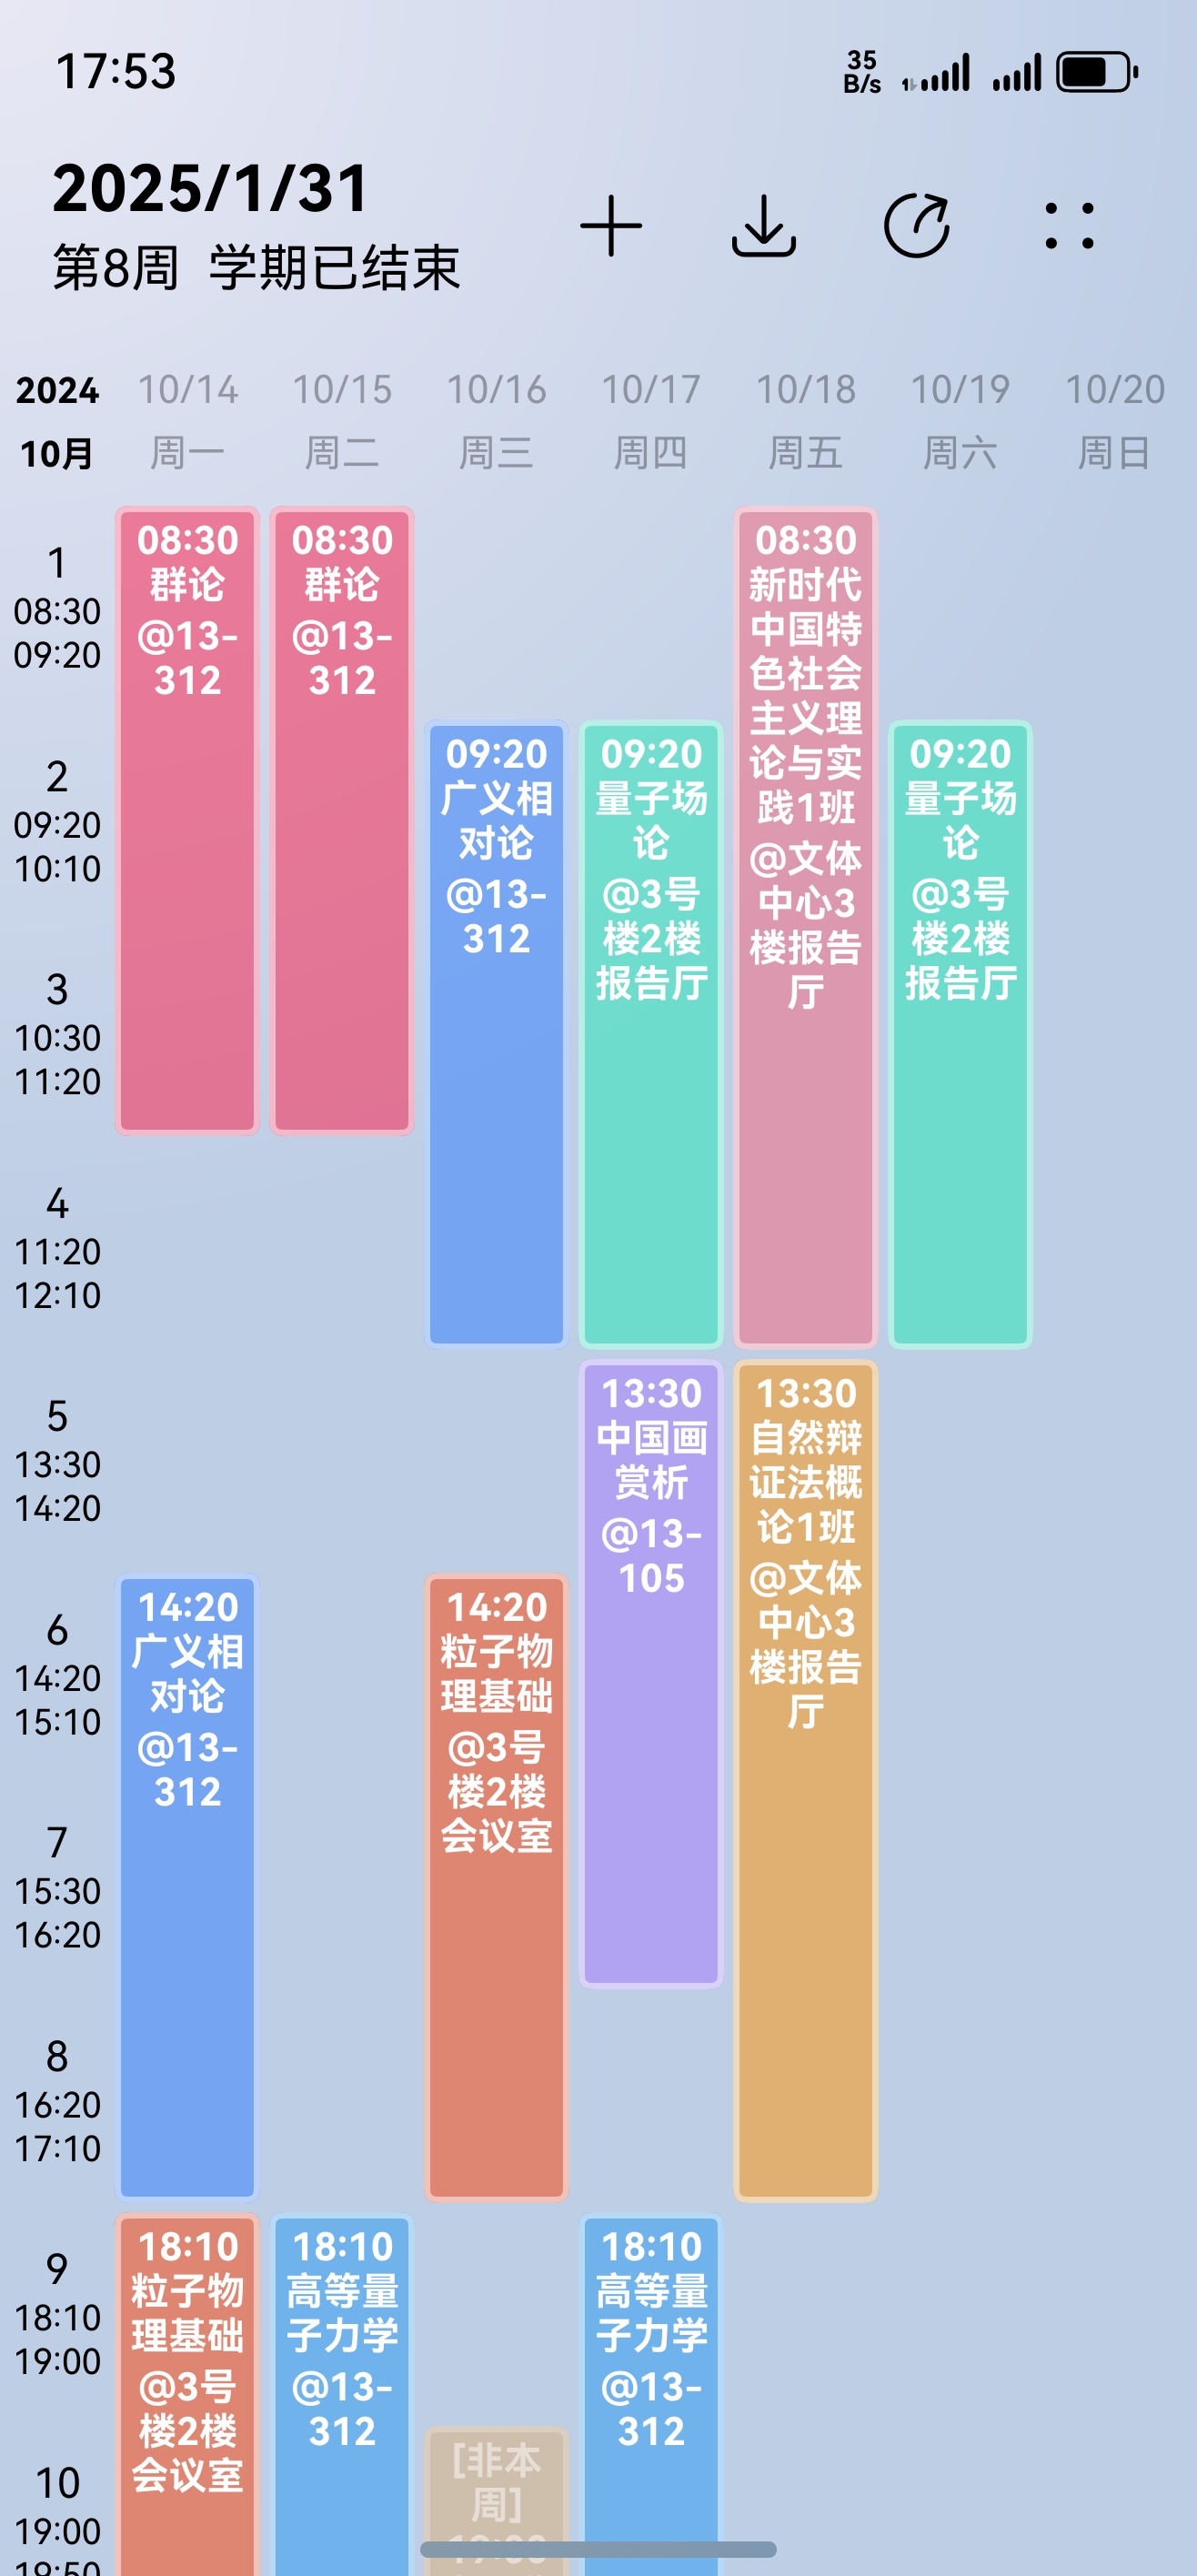 17:53
35
B/s
2025/1/31
第8周 学期已结束
2024 10/14 10/15 10/16 10/17 10/18 10/19 10/20
10月 周一 周二 周三 周四 周五 周六 周日
1
08:30
09:20
2
09:20
10:10
3
10:30
11:20
4
11:20
12:10
5
13:30
14:20
6
14:20
15:10
7
15:30
16:20
8
16:20
17:10
9
18:10
19:00
10
19:00
19:50
08:30
群论
@13-
312
14:20
广义相
对论
@13-
312
18:10
粒子物
理基础
@3号
楼2楼
会议室
08:30
群论
@13-
312
18:10
高等量
子力学
@13-
312
09:20
广义相
对论
@13-
312
14:20
粒子物
理基础
@3号
楼2楼
会议室
[非本
周]
19:00
09:20
量子场
论
@3号
楼2楼
报告厅
13:30
中国画
赏析
@13-
105
18:10
高等量
子力学
@13-
312
08:30
新时代
中国特
色社会
主义理
论与实
践1班
@文体
中心3
楼报告
厅
13:30
自然辩
证法概
论1班
@文体
中心3
楼报告
厅
09:20
量子场
论
@3号
楼2楼
报告厅